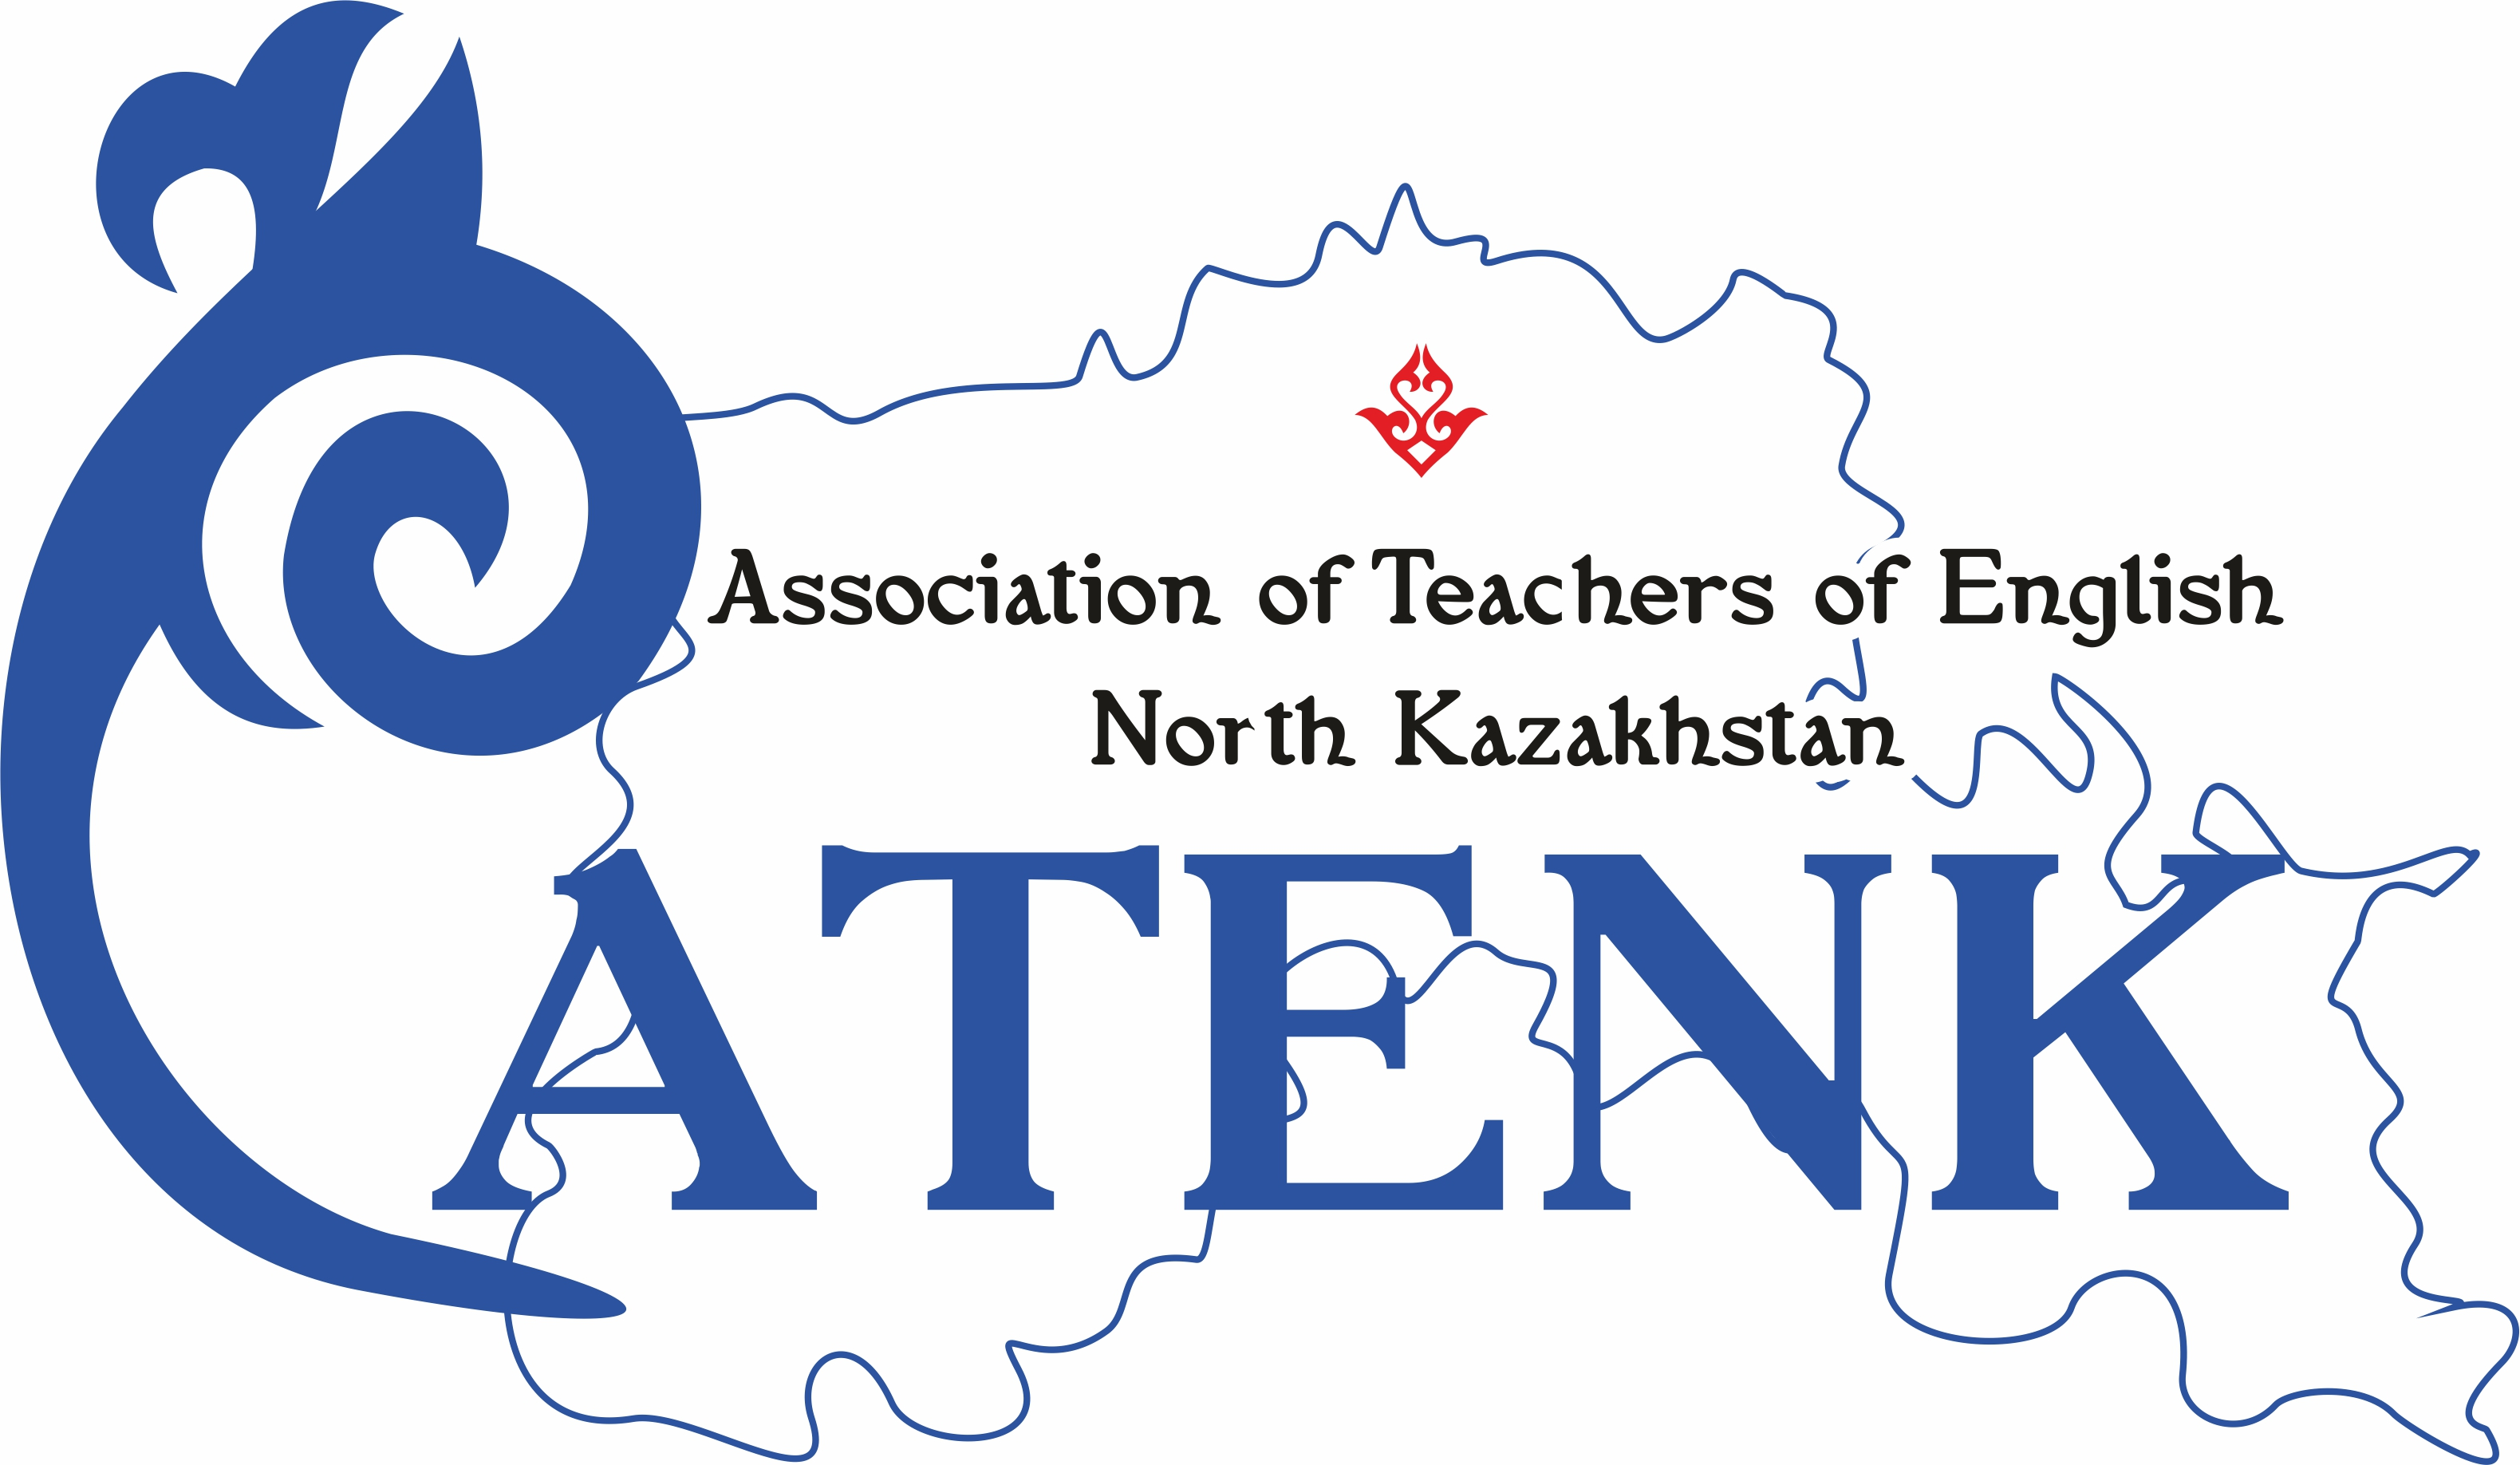 Association of Teachers of English
North Kazakhstan
ATENK